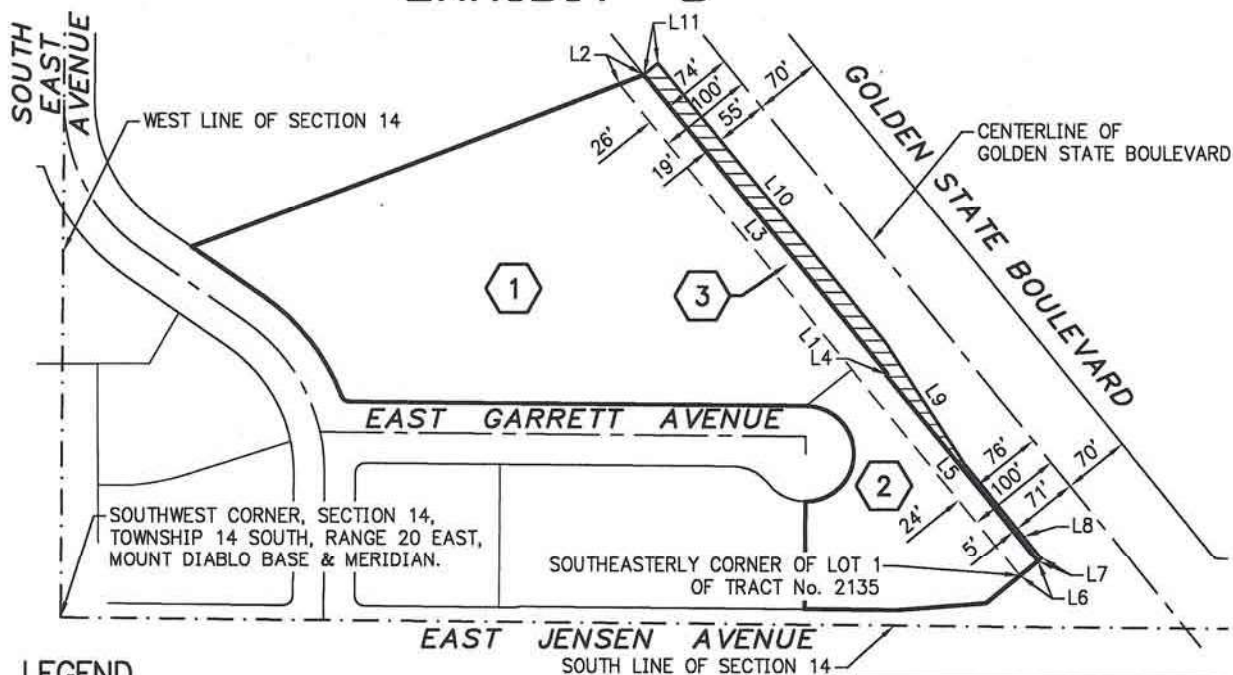 L11
L2
74'
100'
55'
70'
SOUTH
EAST
AVENUE
WEST LINE OF SECTION 14
26'
19'
GOLDEN STATE BOULEVARD
CENTERLINE OF
GOLDEN STATE BOULEVARD
L10
L3
1
3
L1
L4
L9
EAST GARRETT AVENUE
L5
76'
100'
71'
70'
2
24'
5'
L8
SOUTHWEST CORNER, SECTION 14,
TOWNSHIP 14 SOUTH, RANGE 20 EAST,
MOUNT DIABLO BASE & MERIDIAN.
SOUTHEASTERLY CORNER OF LOT 1
OF TRACT No. 2135
L7
L6
EAST JENSEN AVENUE
SOUTH LINE OF SECTION 14
LEGEND